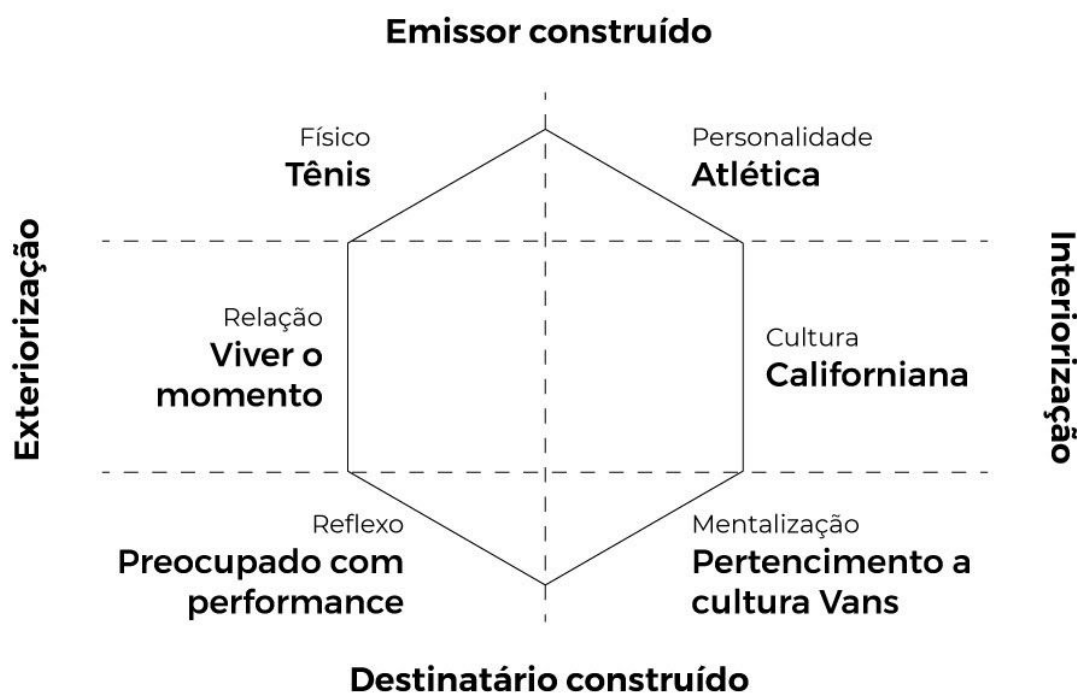 Emissor construído
Físico
Tênis
Personalidade
Atlética
Exteriorização
Relação
Viver o
momento
Cultura
Californiana
Interiorização
Reflexo
Preocupado com
performance
Mentalização
Pertencimento a
cultura Vans
Destinatário construído